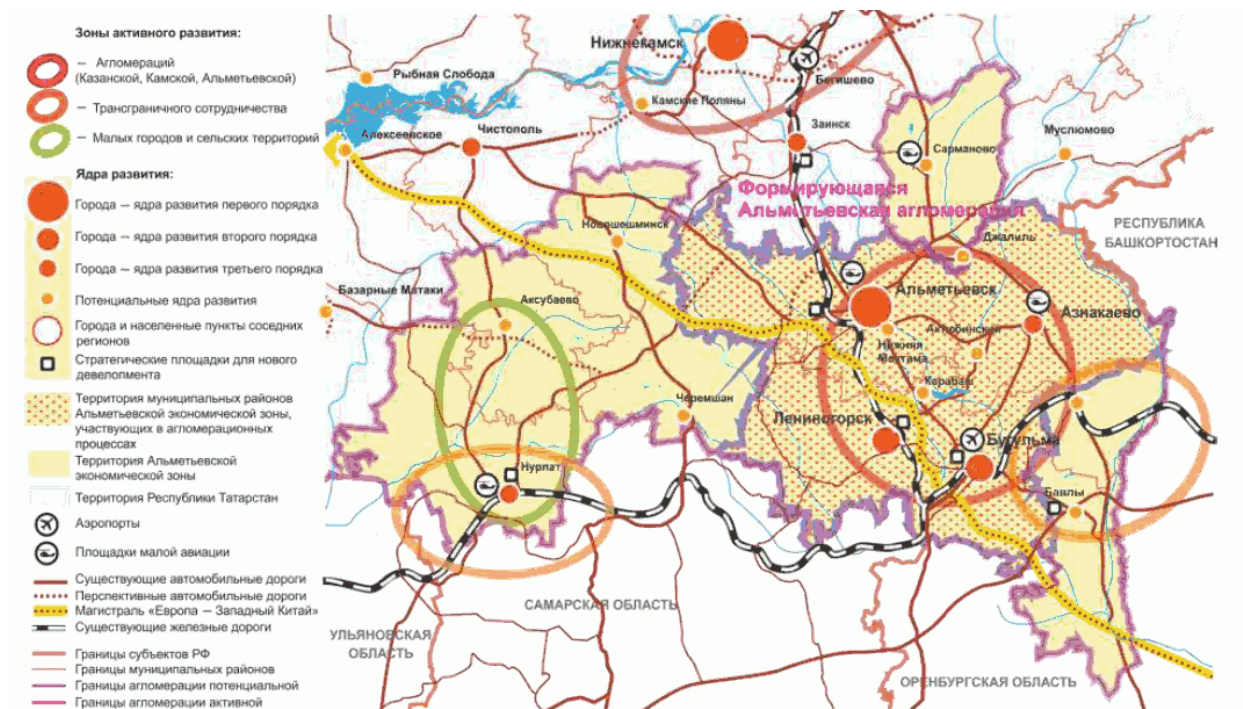 Зоны активного развития:
— Агломераций
(Казанской, Камской, Альметьевской)
— Трансграничного сотрудничества
— Малых городов и сельских территорий
Ядра развития:
Города — ядра развития первого порядка
Города — ядра развития второго порядка
Города — ядра развития третьего порядка
Потенциальные ядра развития
Города и населенные пункты соседних
регионов
Стратегические площадки для нового
девелопмента
Территория муниципальных районов
Альметьевской экономической зоны,
участвующих в агломерационных
процессах
Территория Альметьевской
экономической зоны
Территория Республики Татарстан
Аэропорты
Площадки малой авиации
Существующие автомобильные дороги
Перспективные автомобильные дороги
Магистраль «Европа — Западный Китай»
Существующие железные дороги
Границы субъектов РФ
Границы муниципальных районов
Границы агломерации потенциальной
Границы агломерации активной
Нижнекамск
Рыбная Слобода
Бегишево
Камские Поляны
Заинск
Алексеевское
Чистополь
Муслюмово
Сарманово
Формирующаяся
Альметьевская агломерация
РЕСПУБЛИКА
БАШКОРТОСТАН
Новошешминск
Джалиль
Базарные Матаки
Аксубаево
Альметьевск
Азнакаево
Актюбинский
Нижняя
Мактама
Карабаш
Черемшан
Лениногорск
Бугульма
Нурлат
Бавлы
САМАРСКАЯ ОБЛАСТЬ
УЛЬЯНОВСКАЯ
ОБЛАСТЬ
ОРЕНБУРГСКАЯ ОБЛАСТЬ